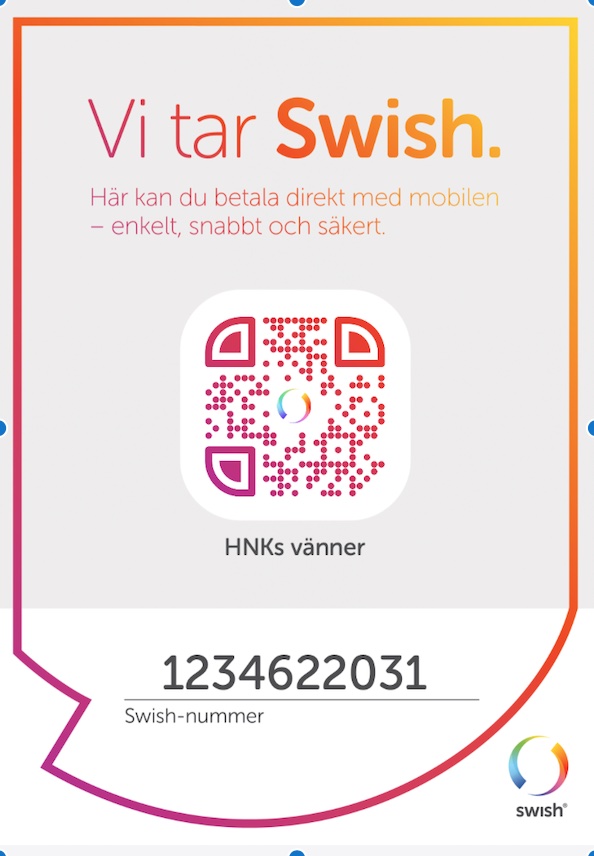 Vi tar Swish.
Här kan du betala direkt med mobilen
– enkelt, snabbt och säkert.
HNKs vänner
1234622031
Swish-nummer
swish®